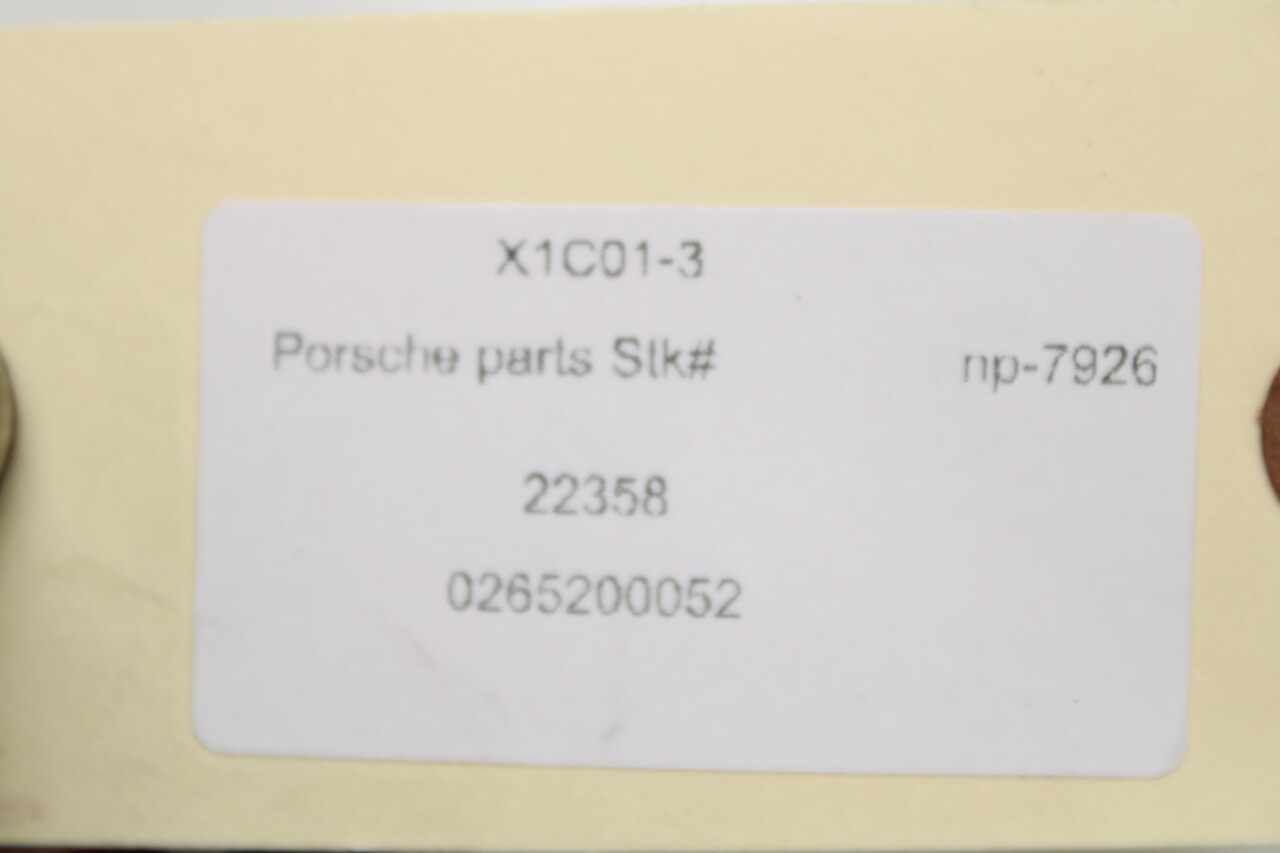 X1C01-3
Porsche parts Stk# np-7926
22358
0265200052